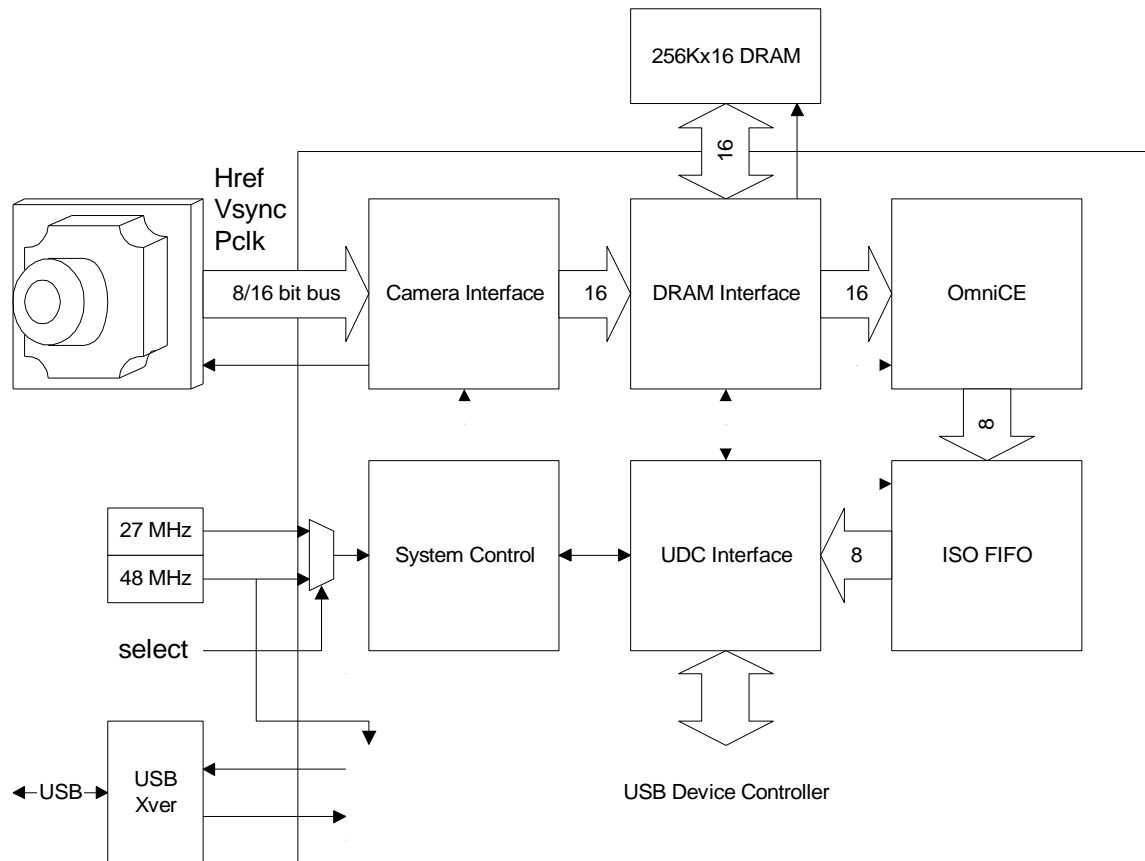 256Kx16 DRAM
16
Href
Vsync
Pclk
8/16 bit bus
Camera Interface
16
DRAM Interface
16
OmniCE
8
27 MHz
48 MHz
System Control
UDC Interface
8
ISO FIFO
select
USB
USB
Xver
USB Device Controller